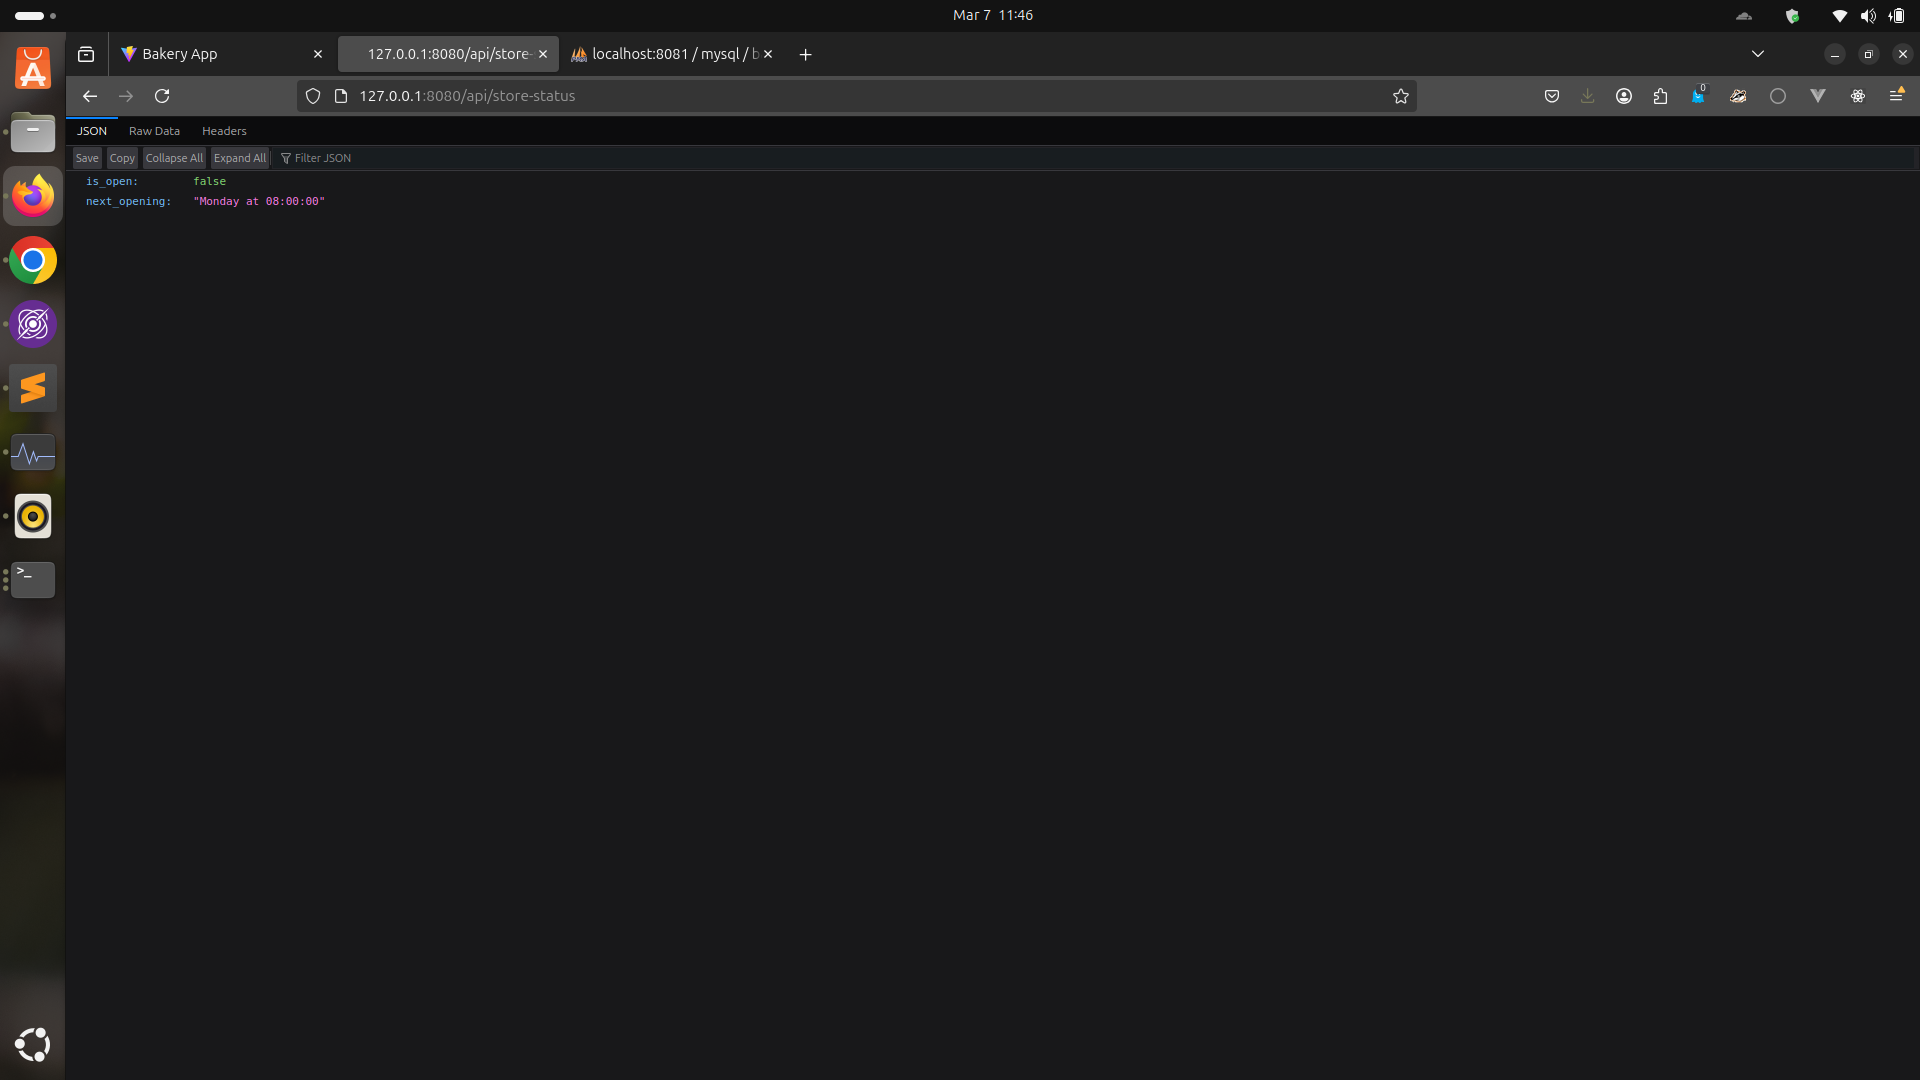 Mar 7 11:46
Bakery App
127.0.0.1:8080/api/store-
localhost:8081 / mysql / b
127.0.0.1:8080/api/store-status
0
JSON Raw Data Headers
Save Copy Collapse All Expand All Filter JSON
is_open: false
next_opening: "Monday at 08:00:00"
>_